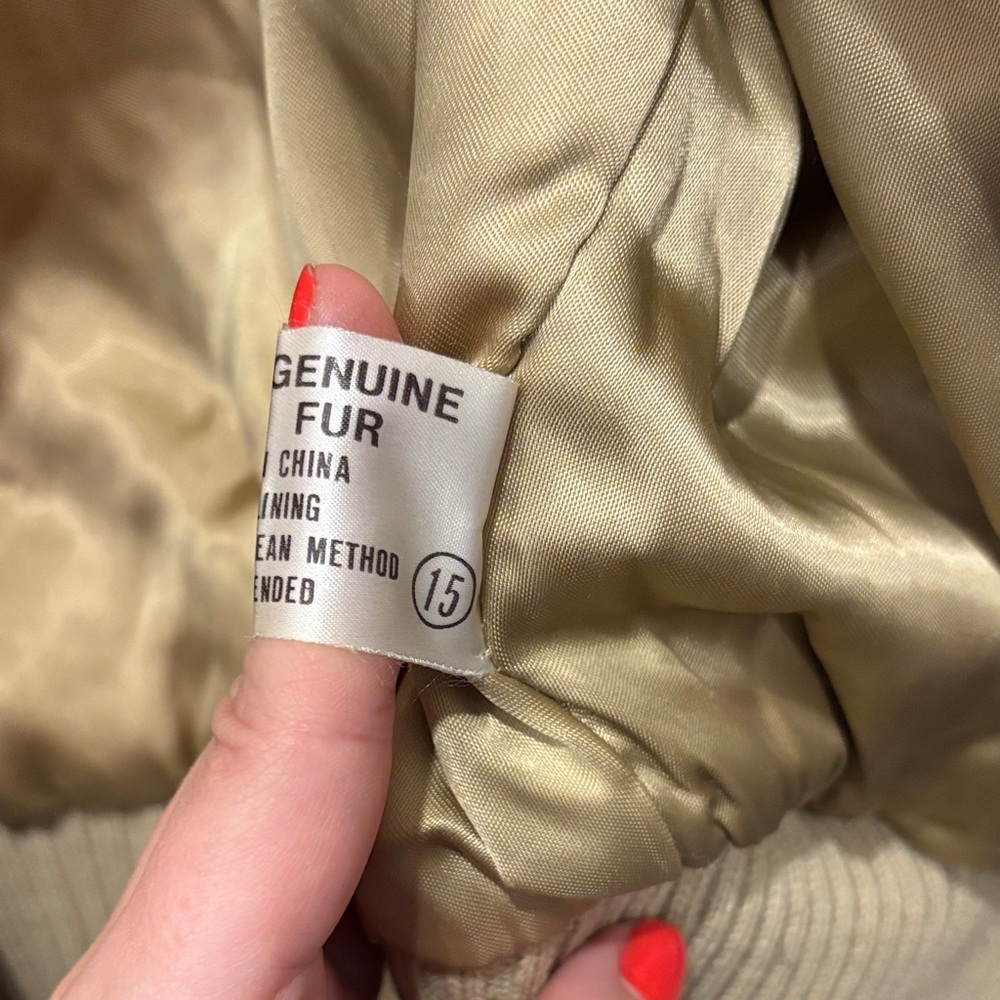 GENUINE
FUR
CHINA
INING
EAN METHOD
ENDED
15